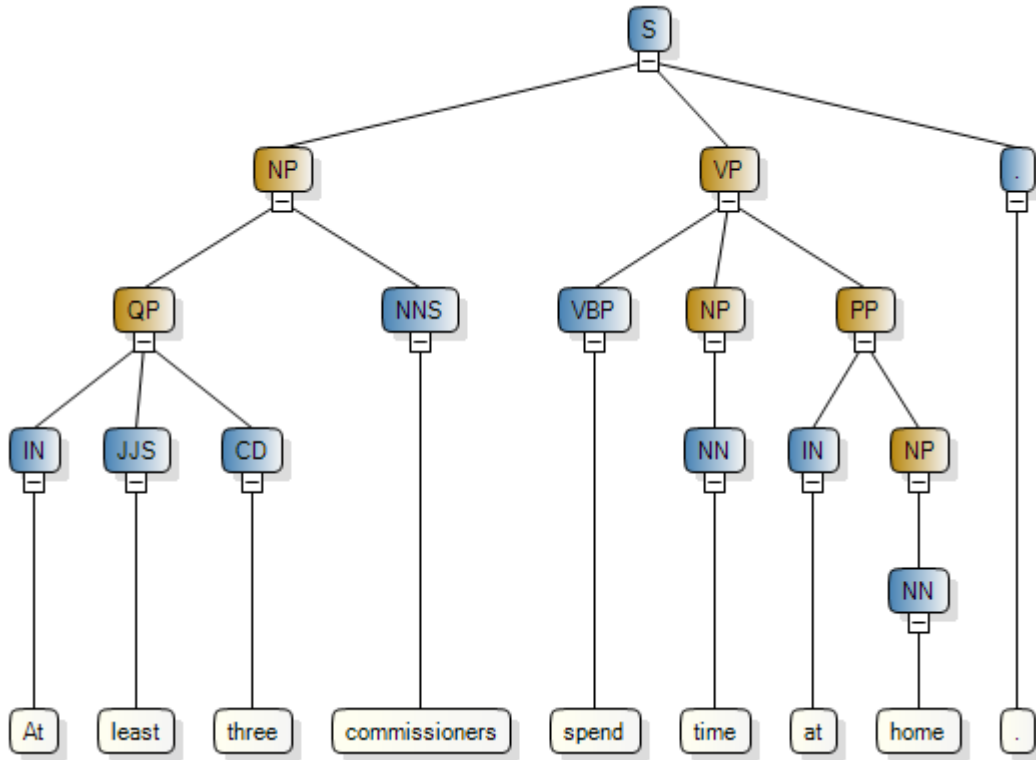 S
NP VP .
QP NNS VBP NP PP
IN JJS CD NN IN NP
NN
At least three commissioners spend time at home .